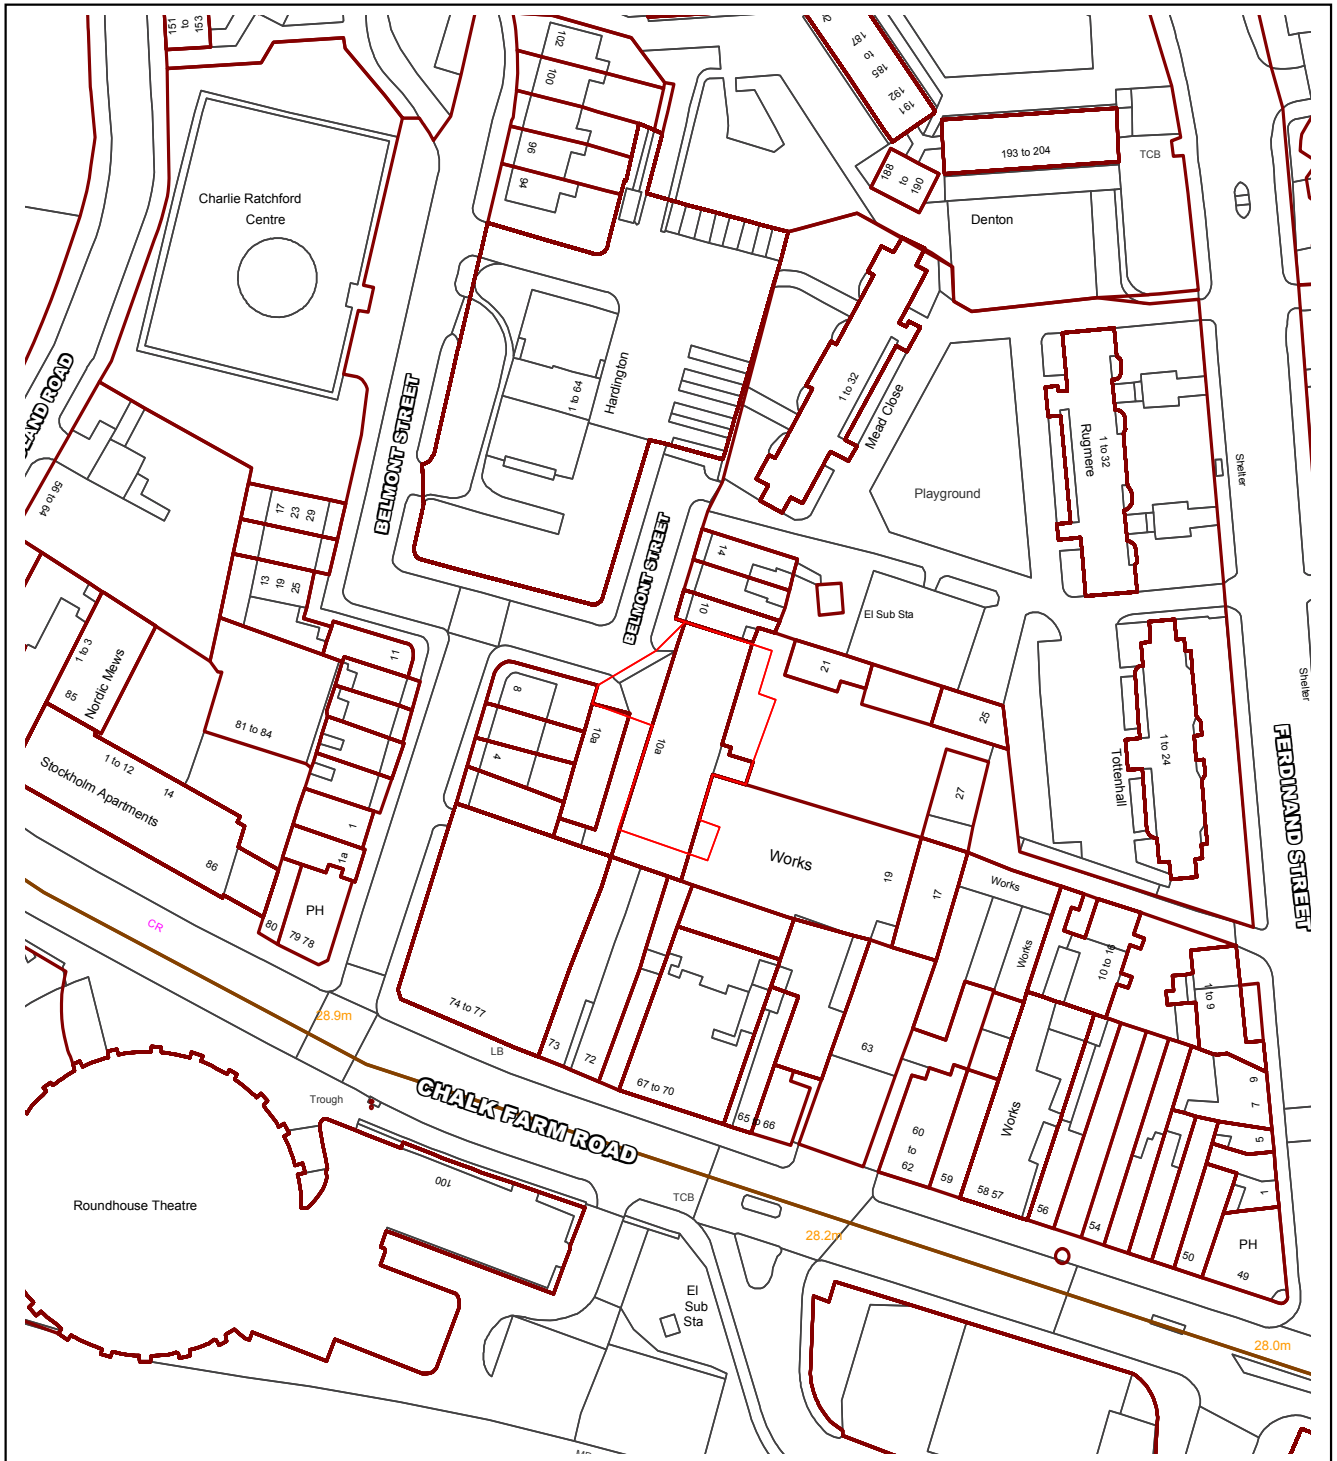 151
to
153
102
100
96
94
187
to
185
192
191
193 to 204
TCB
188
to
190
Denton
Charlie Ratchford
Centre
1 to 64
Hardington
1 to 32
Mead Close
Playground
1 to 32
Rugmere
Shelter
LAND ROAD
BELMONT STREET
56 to 64
17
23
29
13
19
25
BELMONT STREET
14
10
El Sub Sta
21
25
27
Shelter
1 to 24
Tottenhall
FERDINAND STREET
1 to 3
85
Nordic Mews
81 to 84
11
8
4
10a
10a
1 to 12
14
Stockholm Apartments
86
1
1a
PH
80
79 78
Works
19
17
Works
Works
10 to 16
1 to 9
CR
28.9m
74 to 77
LB
73
72
67 to 70
65 to 66
63
60
to
62
59
Works
58 57
56
54
50
9
7
5
1
PH
49
Trough
CHALK FARM ROAD
100
TCB
28.2m
Roundhouse Theatre
El
Sub
Sta
28.0m